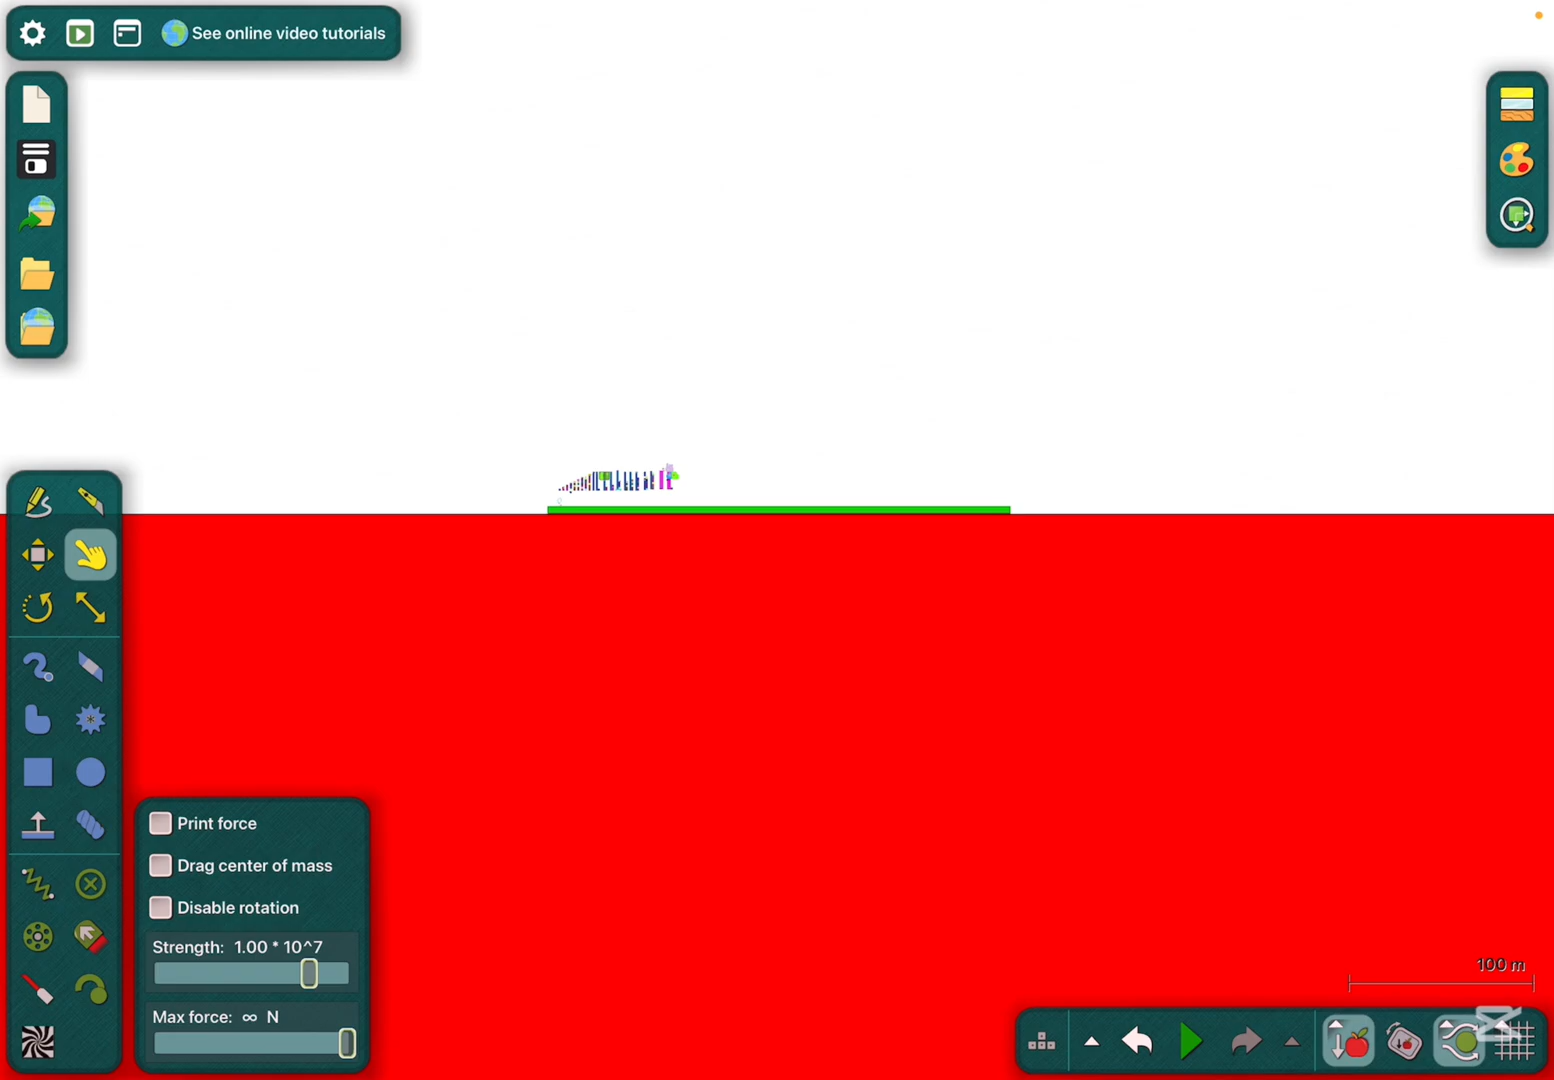 See online video tutorials
Print force
Drag center of mass
Disable rotation
Strength: 1.00 * 10^7
Max force: ∞ N
100 m